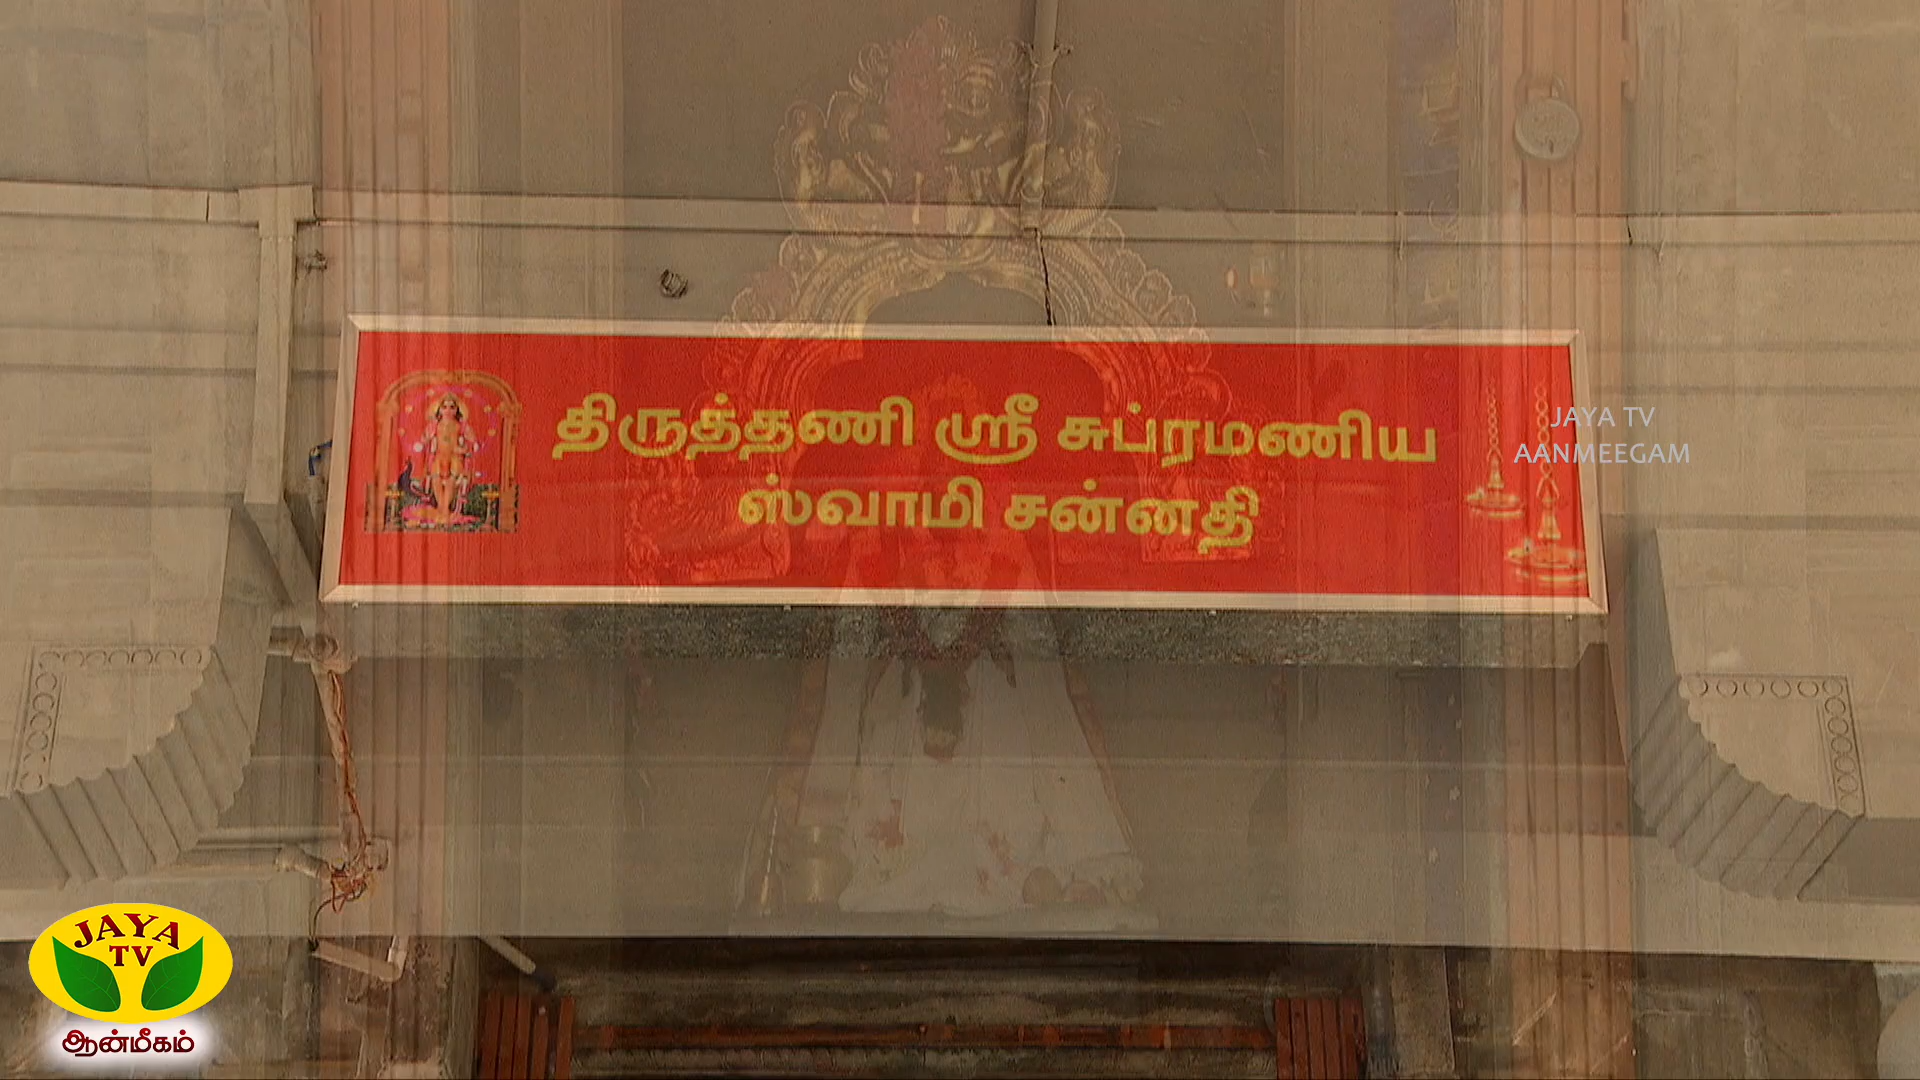 திருத்தணி ஸ்ரீ சுப்ரமணிய
ஸ்வாமி சன்னதி
JAYA TV
AANMEEGAM
JAYA
TV
ஆன்மீகம்